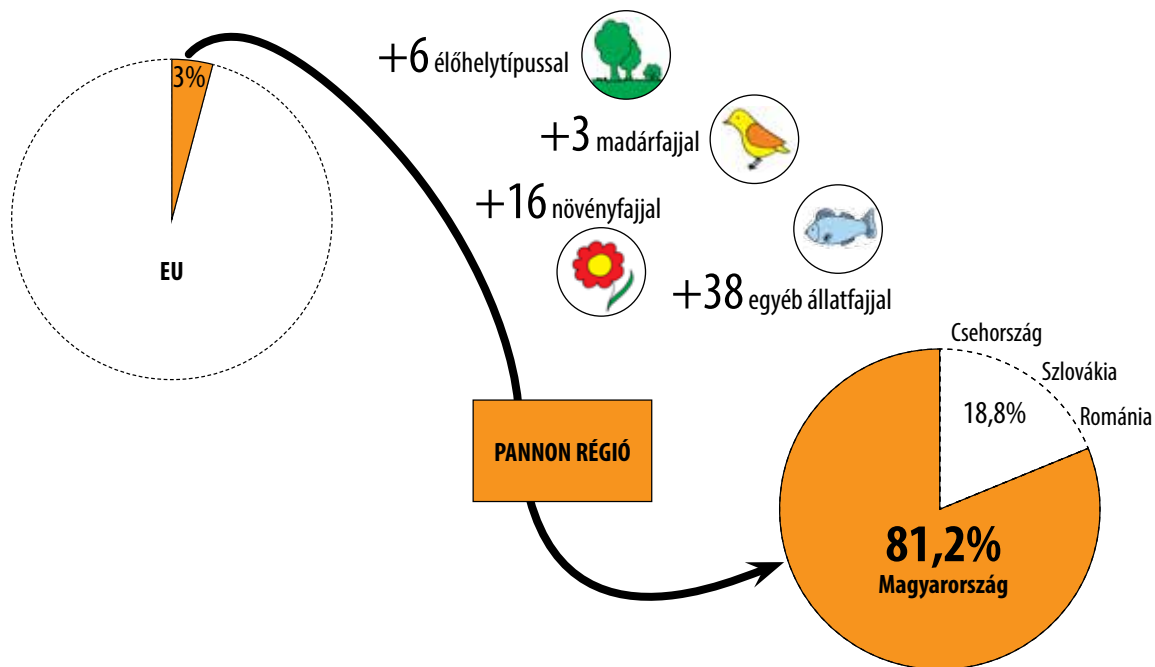 3%
EU
+6 élőhelytípussal
+3 madárfajjal
+16 növényfajjal
+38 egyéb állatfajjal
PANNON RÉGIÓ
Csehország
Szlovákia
Románia
18,8%
81,2%
Magyarország